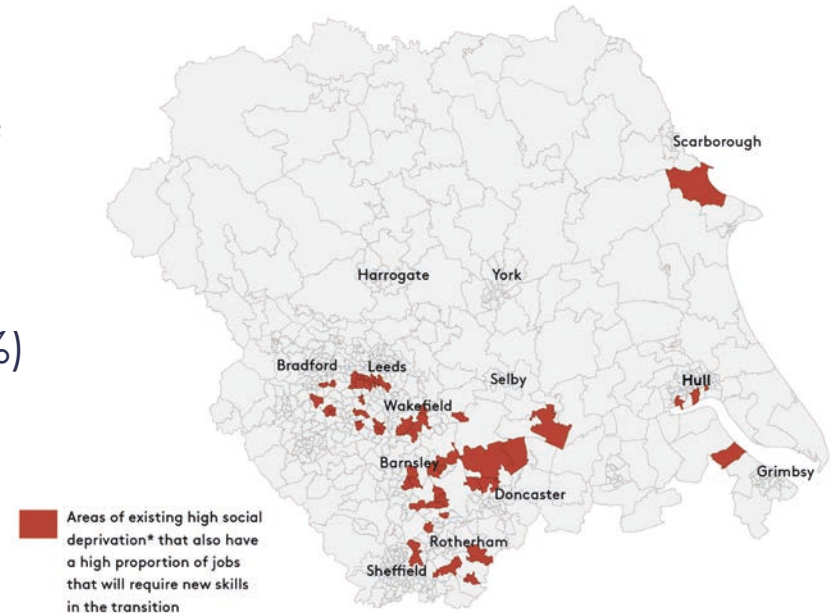 Scarborough
Harrogate
York
%)
Bradford
Leeds
Selby
Hull
Wakefield
Barnsley
Grimsby
Doncaster
Areas of existing high social
deprivation* that also have
a high proportion of jobs
that will require new skills
in the transition
Rotherham
Sheffield